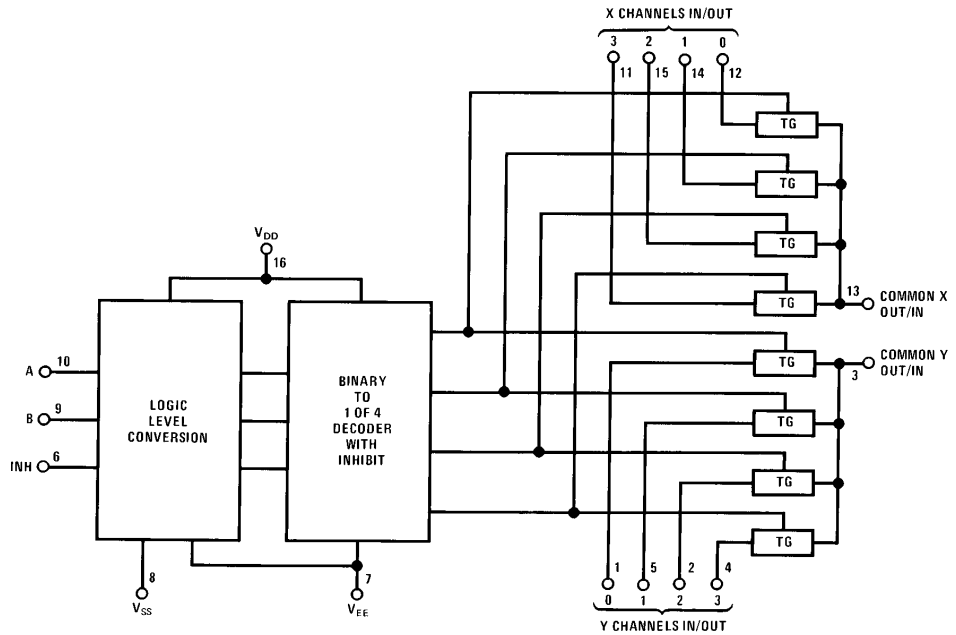 X CHANNELS IN/OUT
3 2 1 0
11 15 14 12
TG
TG
TG
TG
13
COMMON X
OUT/IN
TG
3
COMMON Y
OUT/IN
TG
TG
TG
VDD
16
A 10
B 9
INH 6
LOGIC
LEVEL
CONVERSION
BINARY
TO
1 OF 4
DECODER
WITH
INHIBIT
8
VSS
7
VEE
1 5 2 4
0 1 2 3
Y CHANNELS IN/OUT